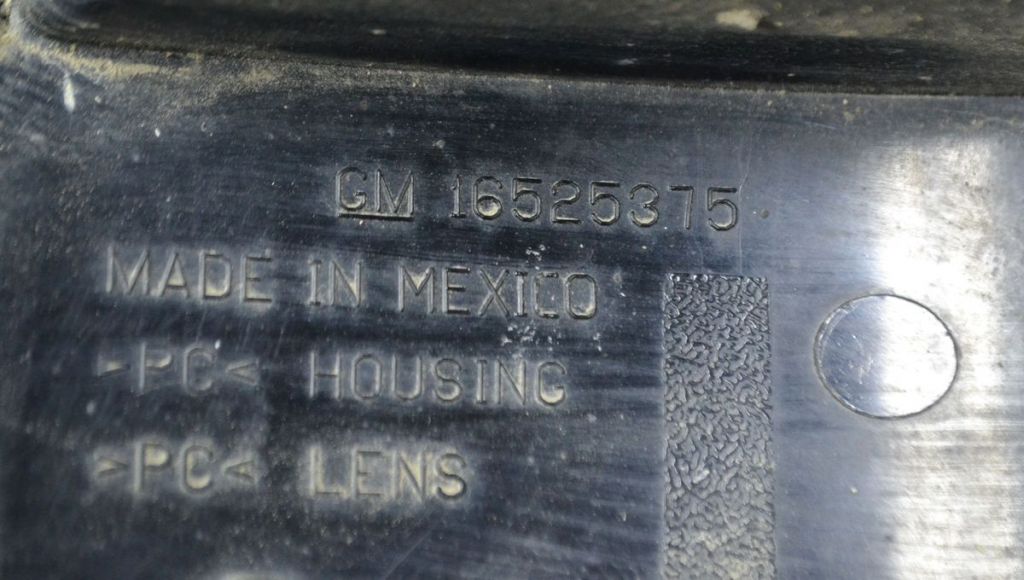 GM 16525375
MADE IN MEXICO
>PC< HOUSING
>PC< LENS